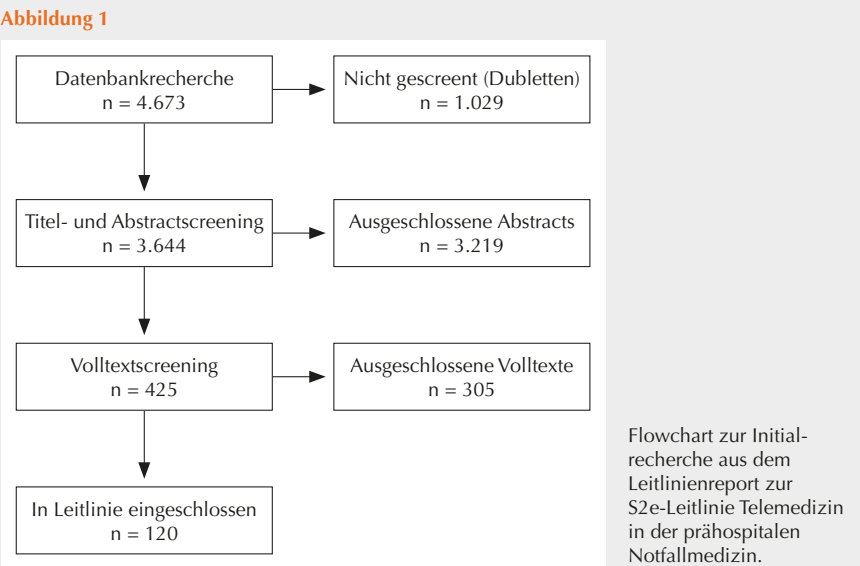 Abbildung 1
Datenbankrecherche
n = 4.673
Nicht gescreent (Dubletten)
n = 1.029
Titel- und Abstractscreening
n = 3.644
Ausgeschlossene Abstracts
n = 3.219
Volltextscreening
n = 425
Ausgeschlossene Volltexte
n = 305
In Leitlinie eingeschlossen
n = 120
Flowchart zur Initial-
recherche aus dem
Leitlinienreport zur
S2e-Leitlinie Telemedizin
in der prähospitalen
Notfallmedizin.